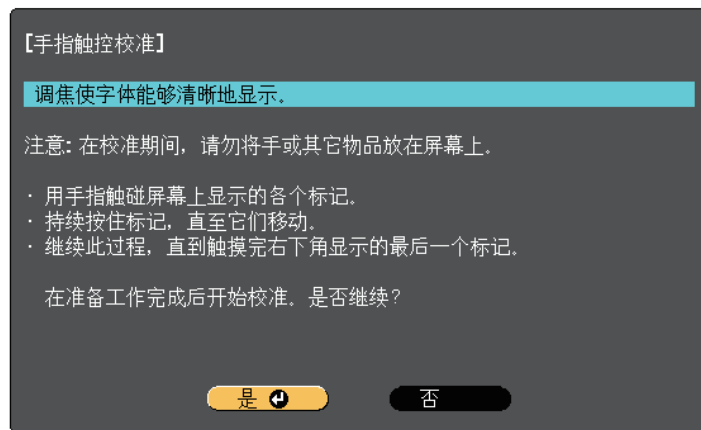 【手指触控校准】
调焦使字体能够清晰地显示.
注意: 在校准期间, 请勿将手或其它物品放在屏幕上.
· 用手指触碰屏幕上显示的各个标记.
· 持续按住标记, 直至它们移动.
· 继续此过程, 直到触摸完右下角显示的最后一个标记.
在准备工作完成后开始校准. 是否继续?
是
否